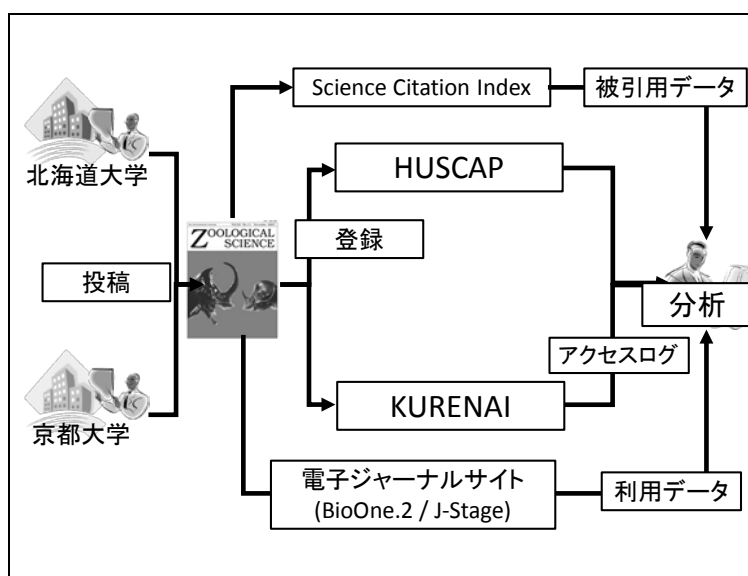 Science Citation Index
被引用データ
北海道大学
HUSCAP
ZOOLOGICAL
SCIENCE
登録
投稿
分析
アクセスログ
KURENAI
京都大学
電子ジャーナルサイト
(BioOne.2 / J-Stage)
利用データ